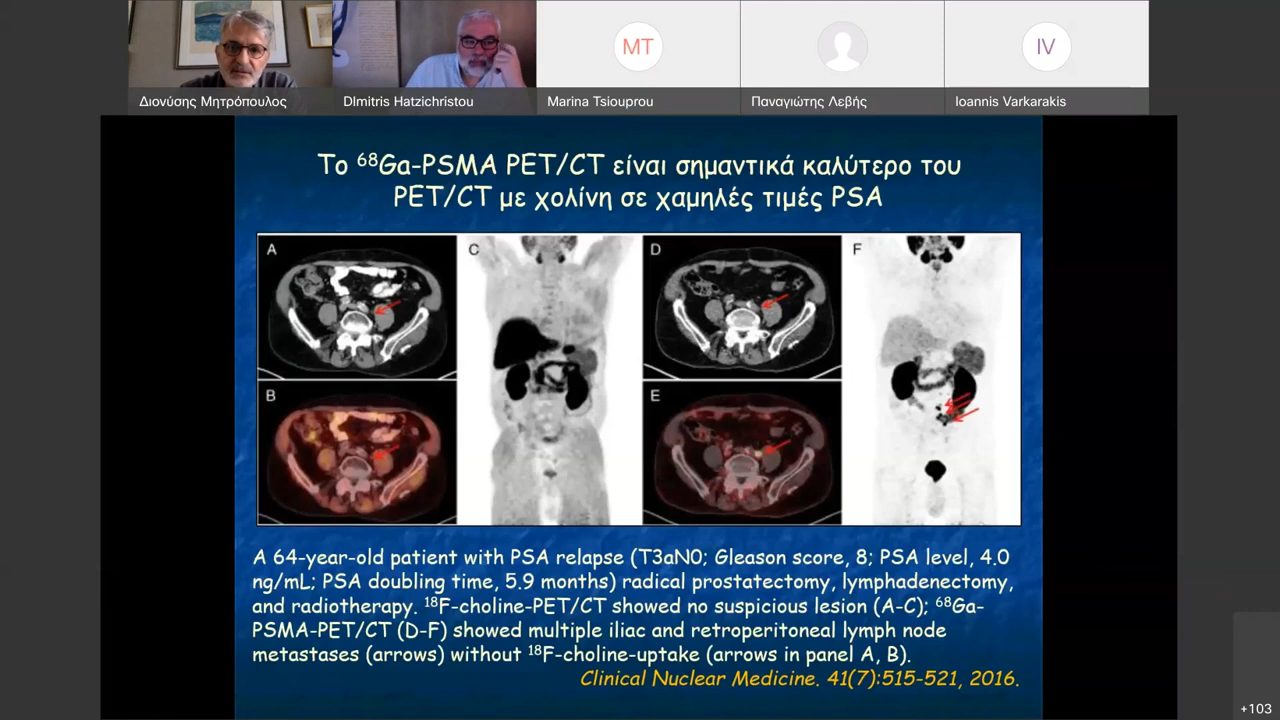 MT
IV
Διονύσης Μητρόπουλος
DImitris Hatzichristou
Marina Tsiouprou
Παναγιώτης Λεβής
Ioannis Varkarakis
Το ⁶⁸Ga-PSMA PET/CT είναι σημαντικά καλύτερο του
PET/CT με χολίνη σε χαμηλές τιμές PSA
A
C
D
F
B
E
A 64-year-old patient with PSA relapse (T3aN0; Gleason score, 8; PSA level, 4.0
ng/mL; PSA doubling time, 5.9 months) radical prostatectomy, lymphadenectomy,
and radiotherapy. ¹⁸F-choline-PET/CT showed no suspicious lesion (A-C); ⁶⁸Ga-
PSMA-PET/CT (D-F) showed multiple iliac and retroperitoneal lymph node
metastases (arrows) without ¹⁸F-choline-uptake (arrows in panel A, B).
Clinical Nuclear Medicine. 41(7):515-521, 2016.
+103